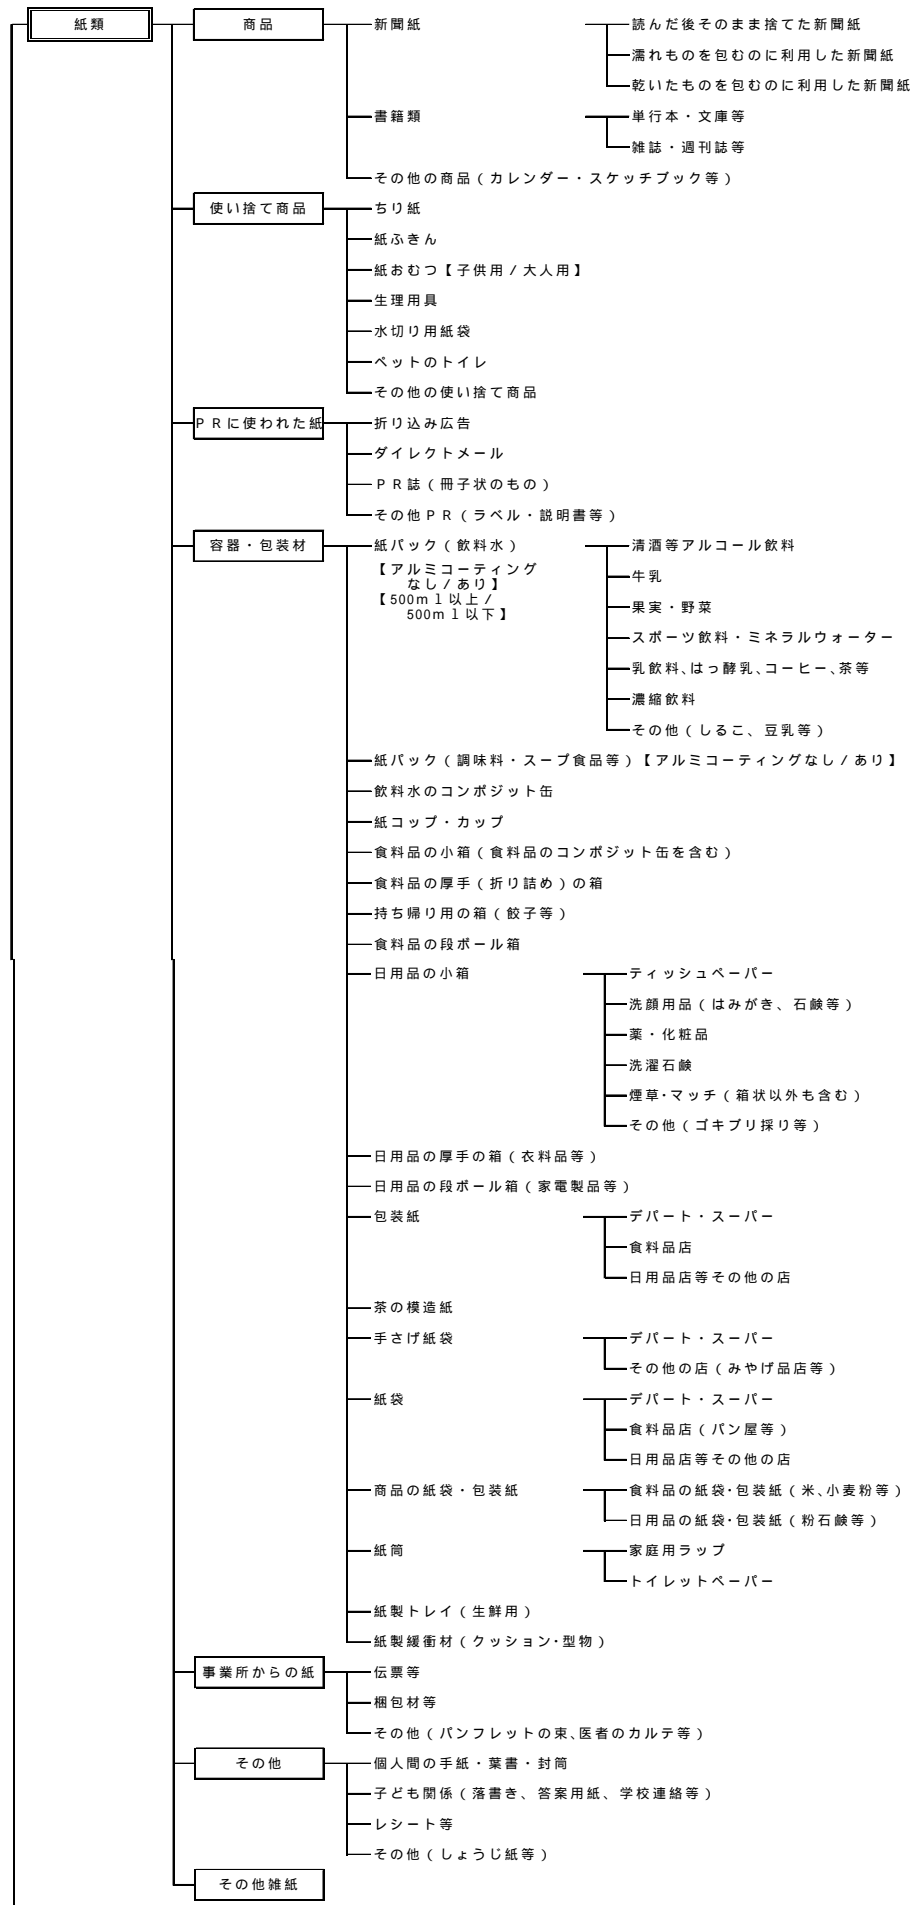 紙類
商品
新聞紙
読んだ後そのまま捨てた新聞紙
濡れものを包むのに利用した新聞紙
乾いたものを包むのに利用した新聞紙
書籍類
単行本・文庫等
雑誌・週刊誌等
その他の商品（カレンダー・スケッチブック等）
使い捨て商品
ちり紙
紙ふきん
紙おむつ【子供用/大人用】
生理用具
水切り用紙袋
ペットのトイレ
その他の使い捨て商品
ＰＲに使われた紙
折り込み広告
ダイレクトメール
ＰＲ誌（冊子状のもの）
その他ＰＲ（ラベル・説明書等）
容器・包装材
紙パック（飲料水）
【アルミコーティング
なし/あり】
【500ｍｌ以上/
500ｍｌ以下】
清酒等アルコール飲料
牛乳
果実・野菜
スポーツ飲料・ミネラルウォーター
乳飲料、はっ酵乳、コーヒー、茶等
濃縮飲料
その他（しるこ、豆乳等）
紙パック（調味料・スープ食品等）【アルミコーティングなし/あり】
飲料水のコンポジット缶
紙コップ・カップ
食料品の小箱（食料品のコンポジット缶を含む）
食料品の厚手（折り詰め）の箱
持ち帰り用の箱（餃子等）
食料品の段ボール箱
日用品の小箱
ティッシュペーパー
洗顔用品（はみがき、石鹸等）
薬・化粧品
洗濯石鹸
煙草・マッチ（箱状以外も含む）
その他（ゴキブリ採り等）
日用品の厚手の箱（衣料品等）
日用品の段ボール箱（家電製品等）
包装紙
デパート・スーパー
食料品店
日用品店等その他の店
茶の模造紙
手さげ紙袋
デパート・スーパー
その他の店（みやげ品店等）
紙袋
デパート・スーパー
食料品店（パン屋等）
日用品店等その他の店
商品の紙袋・包装紙
食料品の紙袋・包装紙（米、小麦粉等）
日用品の紙袋・包装紙（粉石鹸等）
紙筒
家庭用ラップ
トイレットペーパー
紙製トレイ（生鮮用）
紙製緩衝材（クッション・型物）
事業所からの紙
伝票等
梱包材等
その他（パンフレットの束、医者のカルテ等）
その他
個人間の手紙・葉書・封筒
子ども関係（落書き、答案用紙、学校連絡等）
レシート等
その他（しょうじ紙等）
その他雑紙